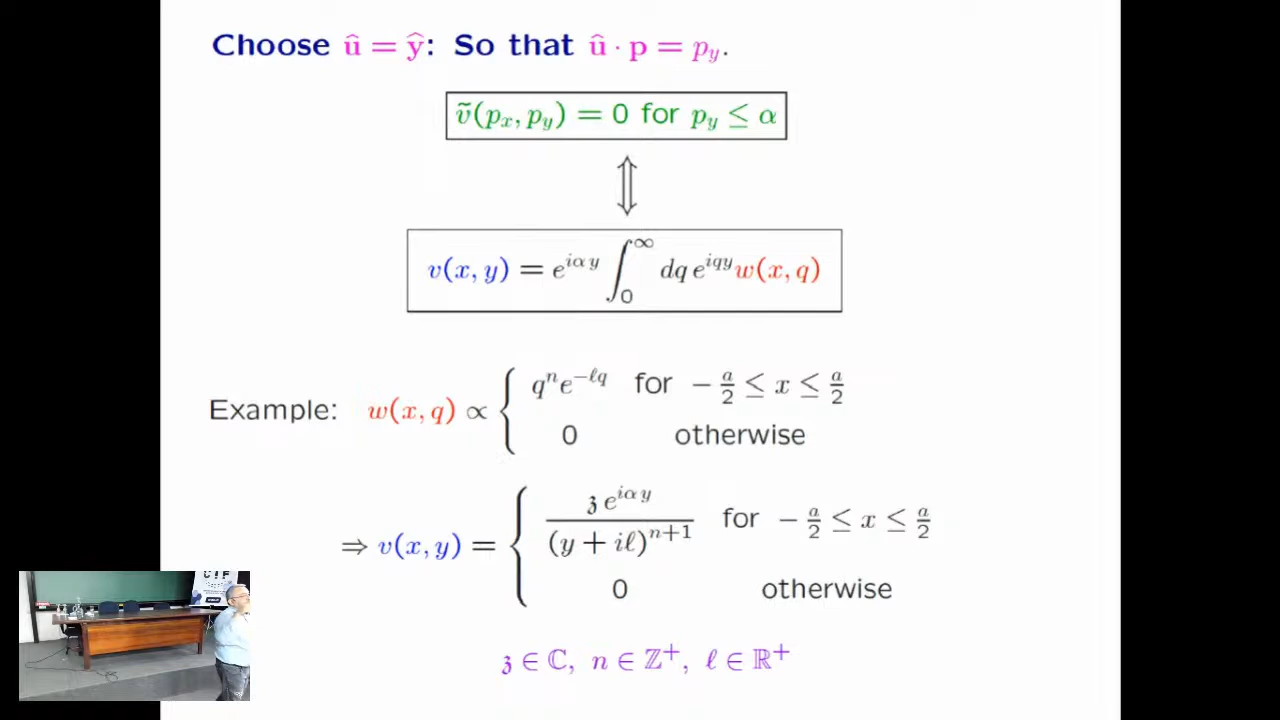 Choose û = ŷ: So that û · p = p_y.
ṽ(p_x, p_y) = 0 for p_y ≤ α
⇕
v(x, y) = e^{iαy} ∫_0^∞ dq e^{iqy} w(x, q)
Example: w(x, q) ∝ { q^n e^{−ℓq} for − a/2 ≤ x ≤ a/2
0 otherwise
⇒ v(x, y) = { 𝔷 e^{iαy} / (y + iℓ)^{n+1} for − a/2 ≤ x ≤ a/2
0 otherwise
𝔷 ∈ ℂ, n ∈ ℤ^+, ℓ ∈ ℝ^+